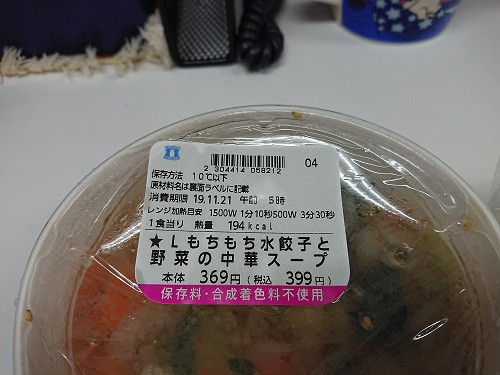 2 304414 058212
04
保存方法 10℃以下
原材料名は裏面ラベルに記載
消費期限 19.11.21 午前 5時
レンジ加熱目安 1500W 1分10秒500W 3分30秒
1食当り 熱量 194kcal
★Lもちもち水餃子と
野菜の中華スープ
本体 369円(税込 399円)
保存料・合成着色料不使用